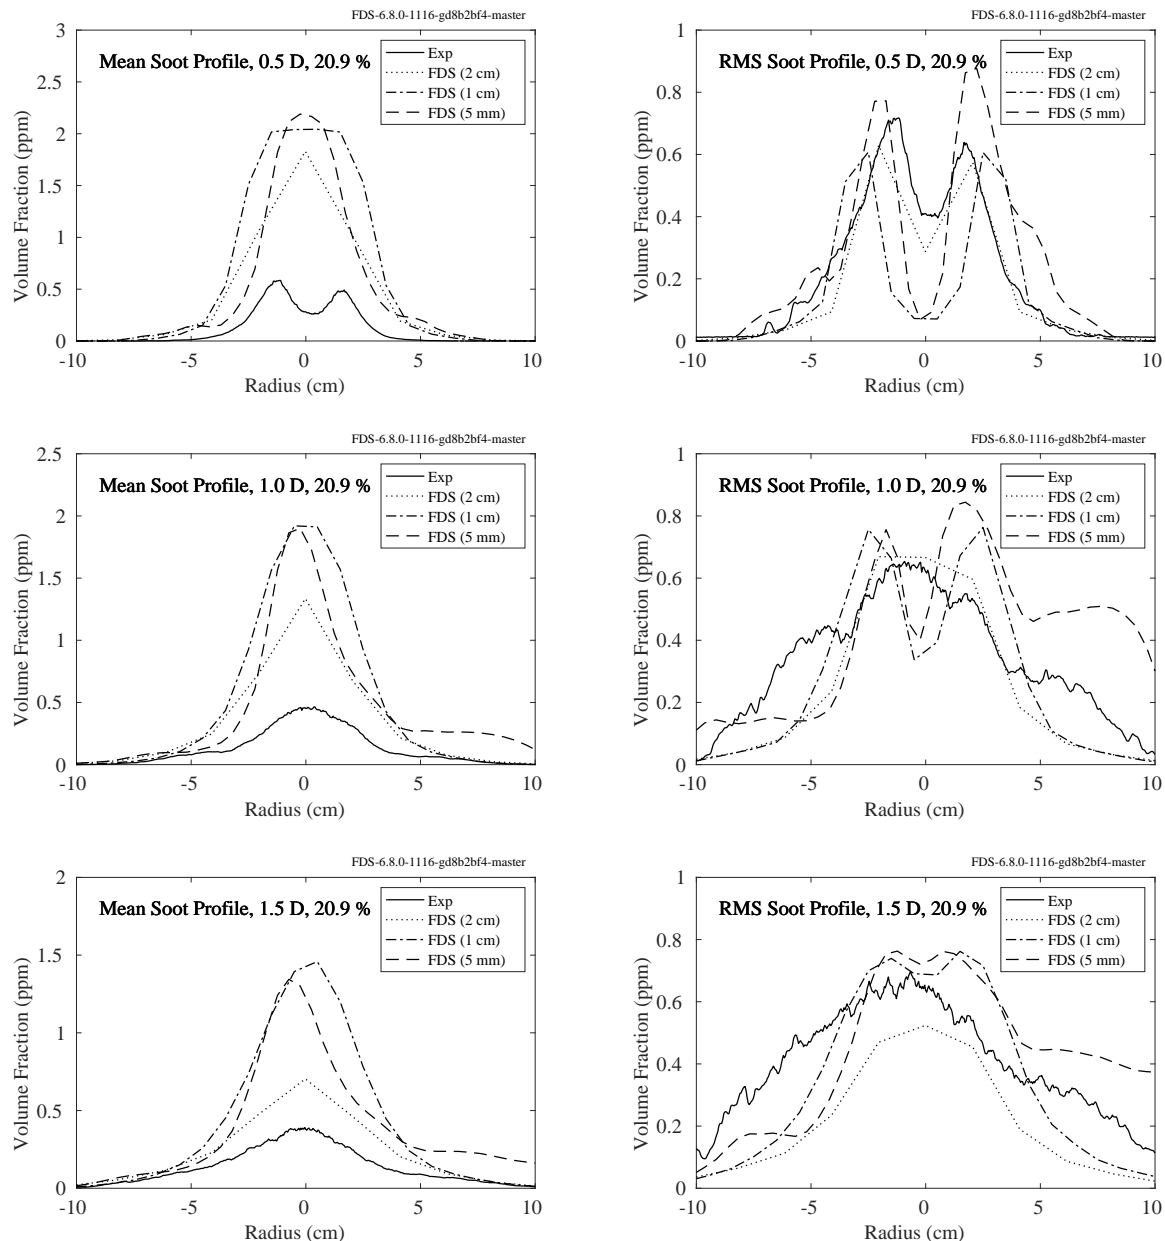 FDS-6.8.0-1116-gd8b2bf4-master
Mean Soot Profile, 0.5 D, 20.9 %
Exp
FDS (2 cm)
FDS (1 cm)
FDS (5 mm)
Volume Fraction (ppm)
3
2.5
2
1.5
1
0.5
0
-10 -5 0 5 10
Radius (cm)
FDS-6.8.0-1116-gd8b2bf4-master
RMS Soot Profile, 0.5 D, 20.9 %
Exp
FDS (2 cm)
FDS (1 cm)
FDS (5 mm)
Volume Fraction (ppm)
1
0.8
0.6
0.4
0.2
0
-10 -5 0 5 10
Radius (cm)
FDS-6.8.0-1116-gd8b2bf4-master
Mean Soot Profile, 1.0 D, 20.9 %
Exp
FDS (2 cm)
FDS (1 cm)
FDS (5 mm)
Volume Fraction (ppm)
2.5
2
1.5
1
0.5
0
-10 -5 0 5 10
Radius (cm)
FDS-6.8.0-1116-gd8b2bf4-master
RMS Soot Profile, 1.0 D, 20.9 %
Exp
FDS (2 cm)
FDS (1 cm)
FDS (5 mm)
Volume Fraction (ppm)
1
0.8
0.6
0.4
0.2
0
-10 -5 0 5 10
Radius (cm)
FDS-6.8.0-1116-gd8b2bf4-master
Mean Soot Profile, 1.5 D, 20.9 %
Exp
FDS (2 cm)
FDS (1 cm)
FDS (5 mm)
Volume Fraction (ppm)
2
1.5
1
0.5
0
-10 -5 0 5 10
Radius (cm)
FDS-6.8.0-1116-gd8b2bf4-master
RMS Soot Profile, 1.5 D, 20.9 %
Exp
FDS (2 cm)
FDS (1 cm)
FDS (5 mm)
Volume Fraction (ppm)
1
0.8
0.6
0.4
0.2
0
-10 -5 0 5 10
Radius (cm)